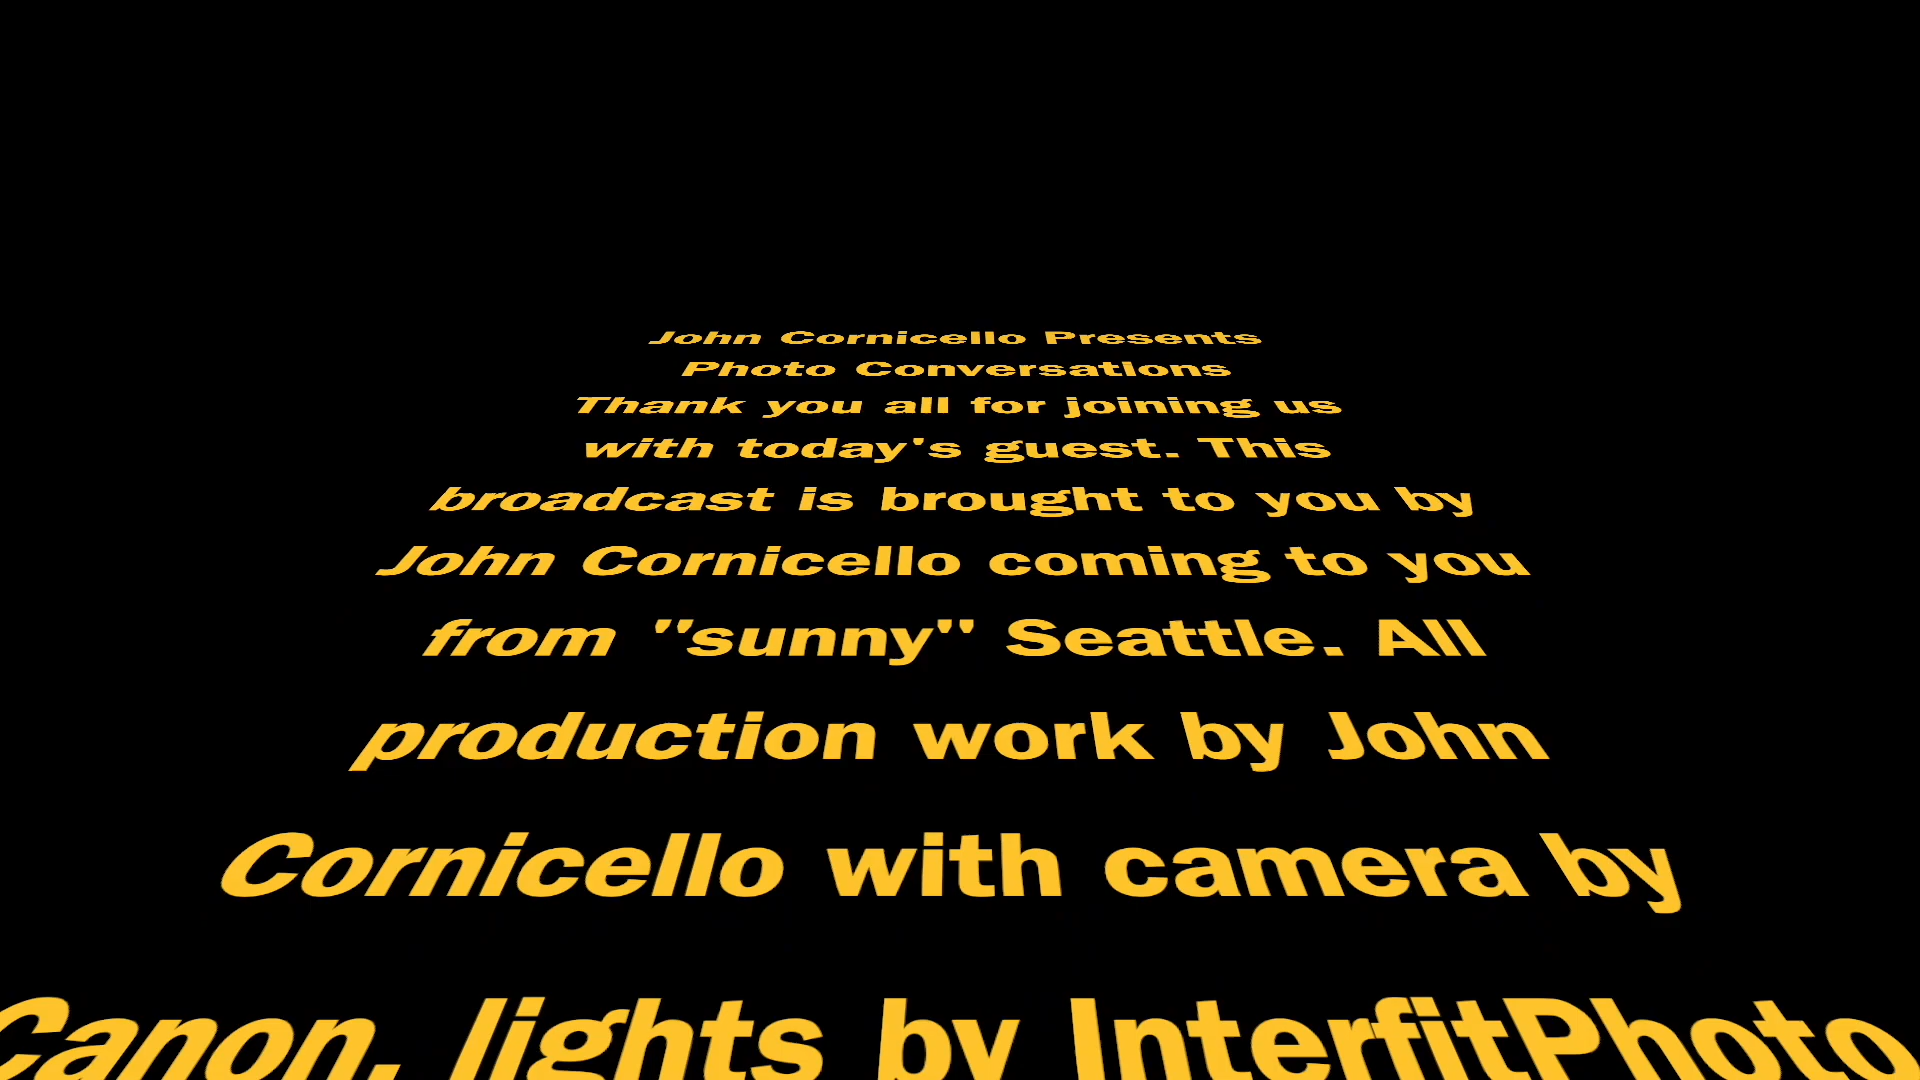 John Cornicello Presents
Photo Conversations
Thank you all for joining us
with today's guest. This
broadcast is brought to you by
John Cornicello coming to you
from "sunny" Seattle. All
production work by John
Cornicello with camera by
Canon, lights by InterfitPhoto